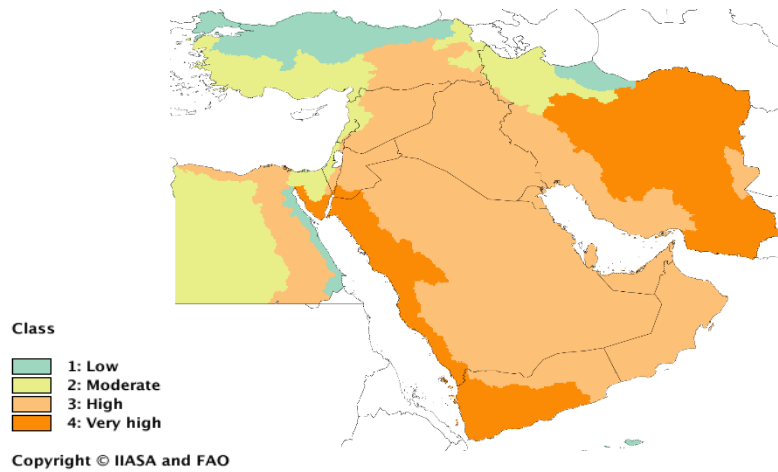 Class
1: Low
2: Moderate
3: High
4: Very high
Copyright © IIASA and FAO